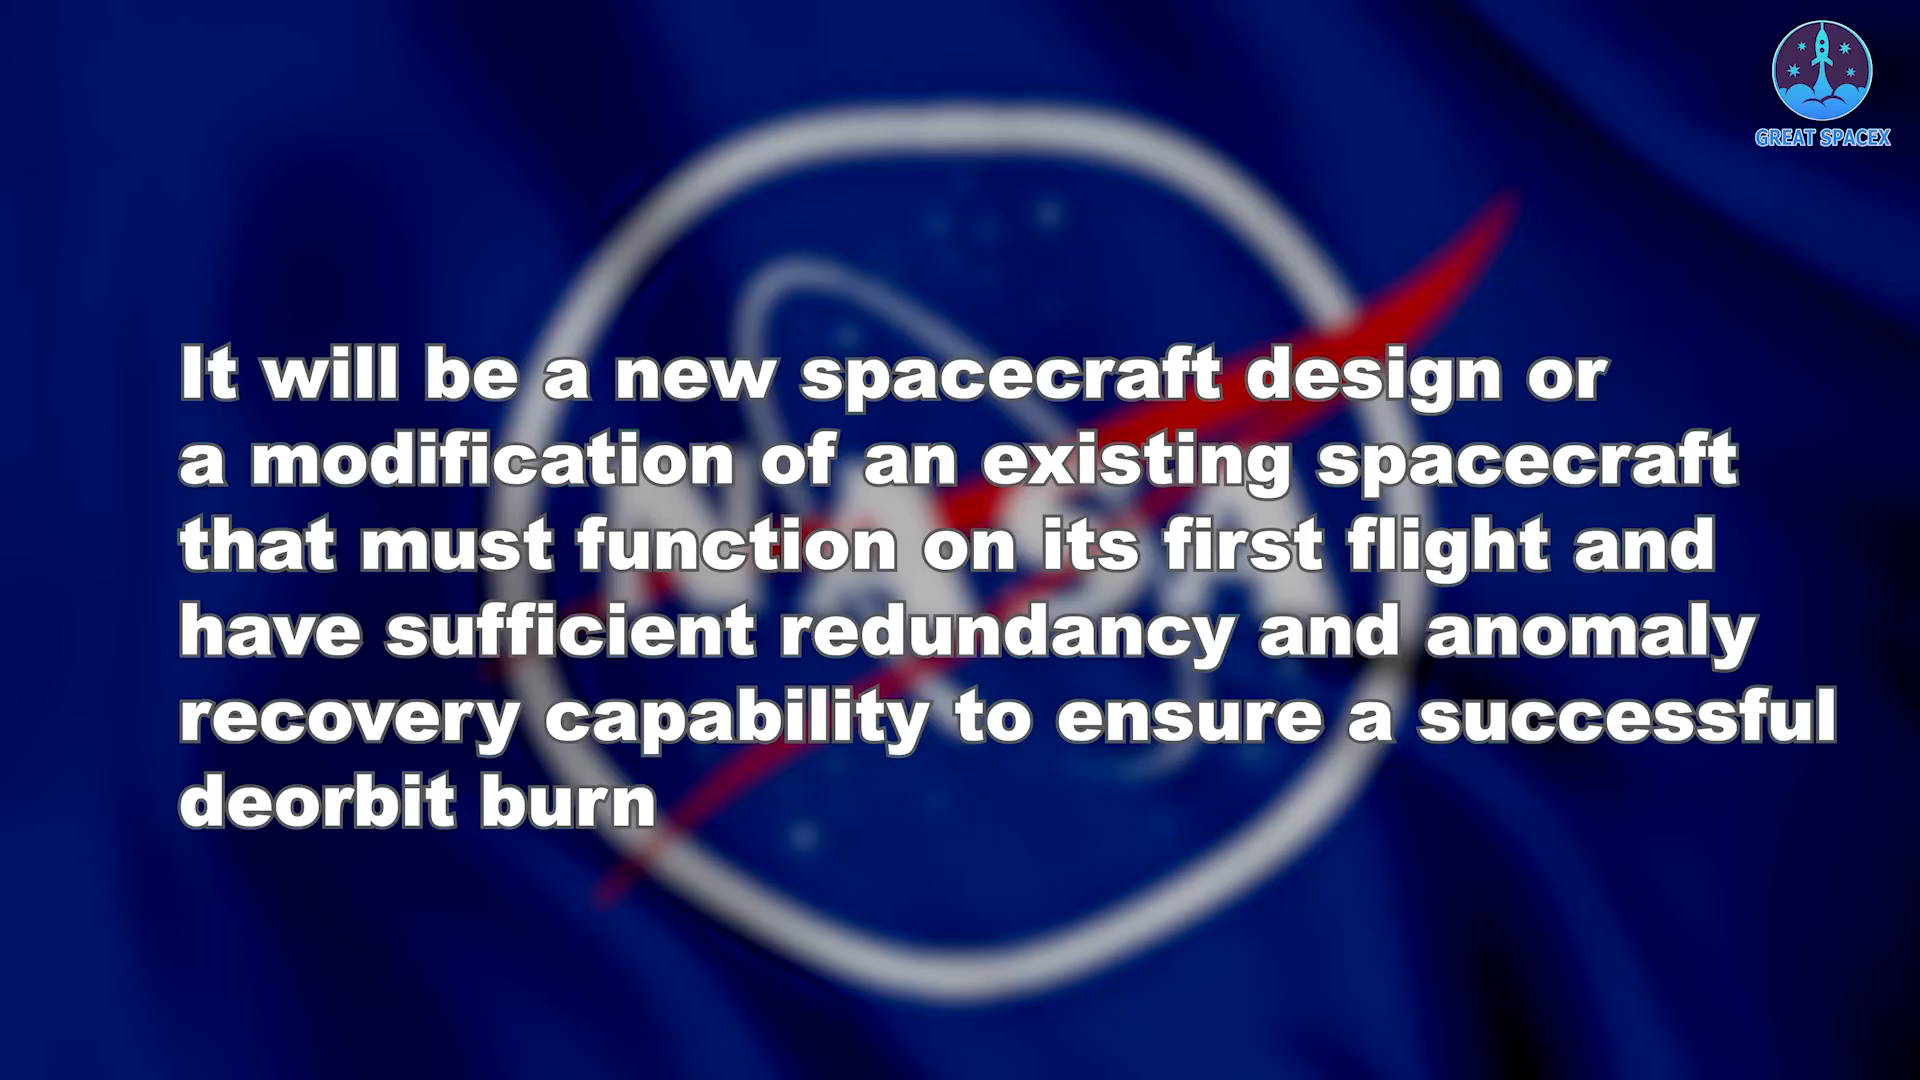 GREAT SPACEX
NASA
It will be a new spacecraft design or
a modification of an existing spacecraft
that must function on its first flight and
have sufficient redundancy and anomaly
recovery capability to ensure a successful
deorbit burn